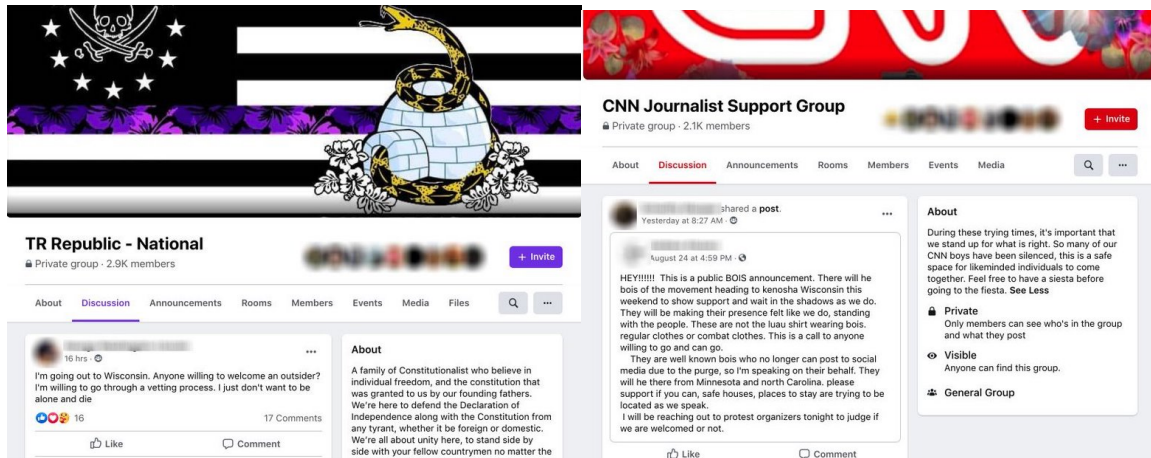 TR Republic - National
Private group · 2.9K members
+ Invite
About Discussion Announcements Rooms Members Events Media Files
16 hrs ·
I'm going out to Wisconsin. Anyone willing to welcome an outsider?
I'm willing to go through a vetting process. I just don't want to be
alone and die
16 17 Comments
Like Comment
About
A family of Constitutionalist who believe in
individual freedom, and the constitution that
was granted to us by our founding fathers.
We're here to defend the Declaration of
Independence along with the Constitution from
any tyrant, whether it be foreign or domestic.
We're all about unity here, to stand side by
side with your fellow countrymen no matter the
CNN Journalist Support Group
Private group · 2.1K members
+ Invite
About Discussion Announcements Rooms Members Events Media
shared a post.
Yesterday at 8:27 AM ·
August 24 at 4:59 PM ·
HEY!!!!!! This is a public BOIS announcement. There will he
bois of the movement heading to kenosha Wisconsin this
weekend to show support and wait in the shadows as we do.
They will be making their presence felt like we do, standing
with the people. These are not the luau shirt wearing bois.
regular clothes or combat clothes. This is a call to anyone
willing to go and can go.
They are well known bois who no longer can post to social
media due to the purge, so I'm speaking on their behalf. They
will he there from Minnesota and north Carolina. please
support if you can, safe houses, places to stay are trying to be
located as we speak.
I will be reaching out to protest organizers tonight to judge if
we are welcomed or not.
Like Comment
About
During these trying times, it's important that
we stand up for what is right. So many of our
CNN boys have been silenced, this is a safe
space for likeminded individuals to come
together. Feel free to have a siesta before
going to the fiesta. See Less
Private
Only members can see who's in the group
and what they post
Visible
Anyone can find this group.
General Group